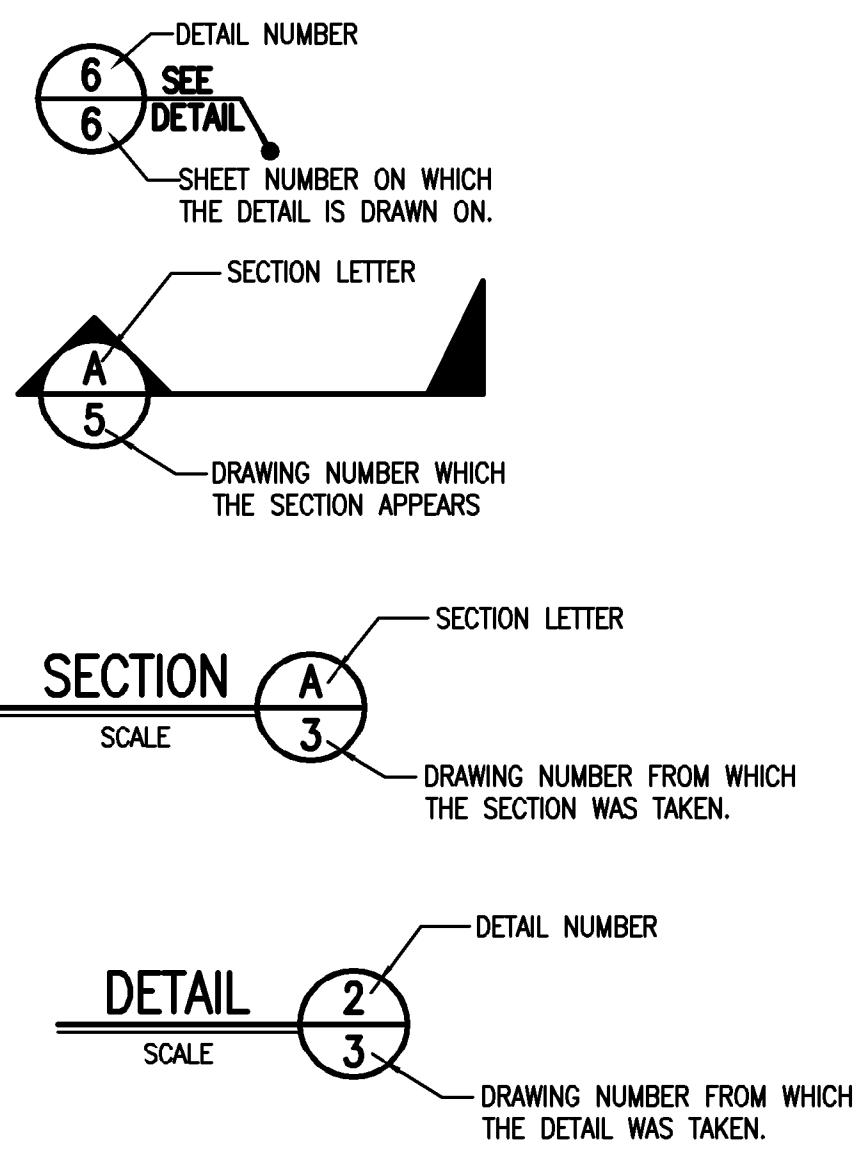 DETAIL NUMBER
6 SEE
6 DETAIL
SHEET NUMBER ON WHICH
THE DETAIL IS DRAWN ON.
SECTION LETTER
A
5
DRAWING NUMBER WHICH
THE SECTION APPEARS
SECTION LETTER
SECTION A
SCALE 3
DRAWING NUMBER FROM WHICH
THE SECTION WAS TAKEN.
DETAIL NUMBER
DETAIL 2
SCALE 3
DRAWING NUMBER FROM WHICH
THE DETAIL WAS TAKEN.